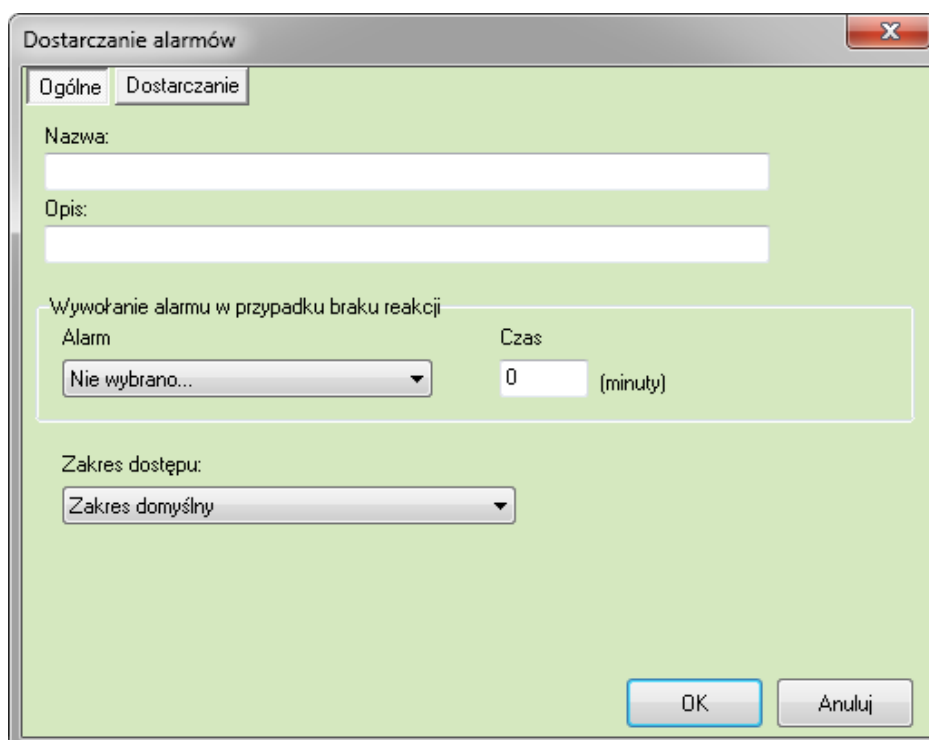 Dostarczanie alarmów
Ogólne Dostarczanie
Nazwa:
Opis:
Wywołanie alarmu w przypadku braku reakcji
Alarm Czas
Nie wybrano... 0 (minuty)
Zakres dostępu:
Zakres domyślny
OK Anuluj